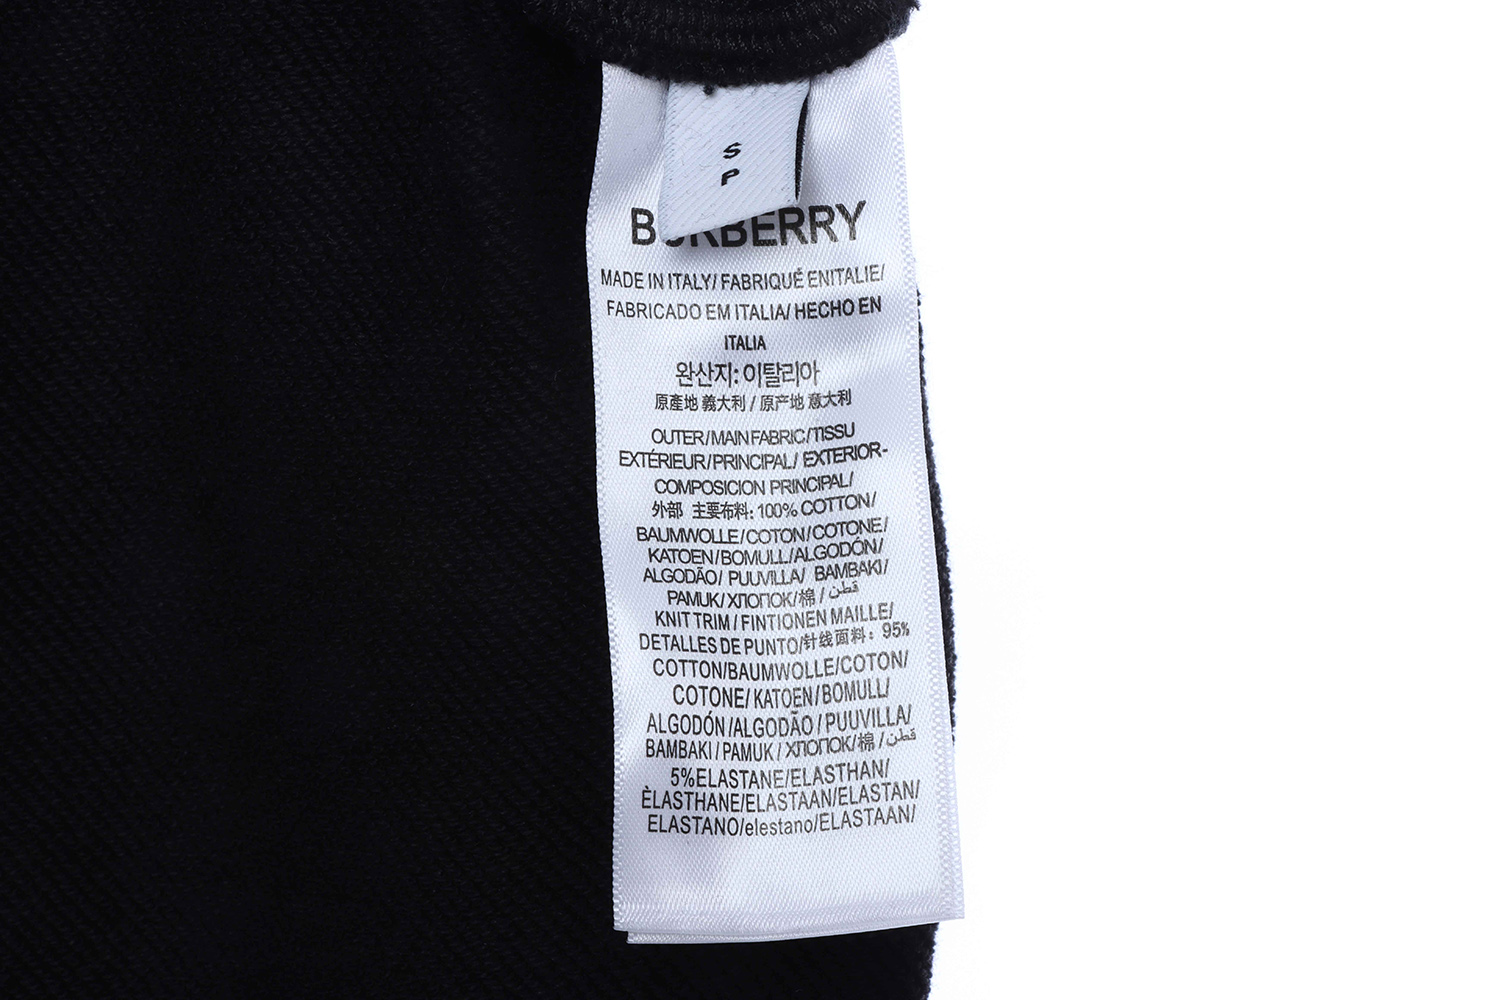 S
P
BURBERRY
MADE IN ITALY/ FABRIQUÉ ENITALIE/
FABRICADO EM ITALIA/ HECHO EN
ITALIA
완산지: 이탈리아
原產地 義大利 / 原产地 意大利
OUTER/MAIN FABRIC/TISSU
EXTÉRIEUR/PRINCIPAL/ EXTERIOR-
COMPOSICION PRINCIPAL/
外部 主要布料: 100% COTTON/
BAUMWOLLE/COTON/COTONE/
KATOEN/BOMULL/ALGODÓN/
ALGODÃO/ PUUVILLA/ BAMBAKI/
PAMUK/ХЛОПОК/棉 / قطن
KNIT TRIM / FINTIONEN MAILLE/
DETALLES DE PUNTO/针线面料: 95%
COTTON/BAUMWOLLE/COTON/
COTONE/ KATOEN/BOMULL/
ALGODÓN /ALGODÃO / PUUVILLA/
BAMBAKI / PAMUK / ХЛОПОК/棉 / قطن
5%ELASTANE/ELASTHAN/
ÈLASTHANE/ELASTAAN/ELASTAN/
ELASTANO/elestano/ELASTAAN/